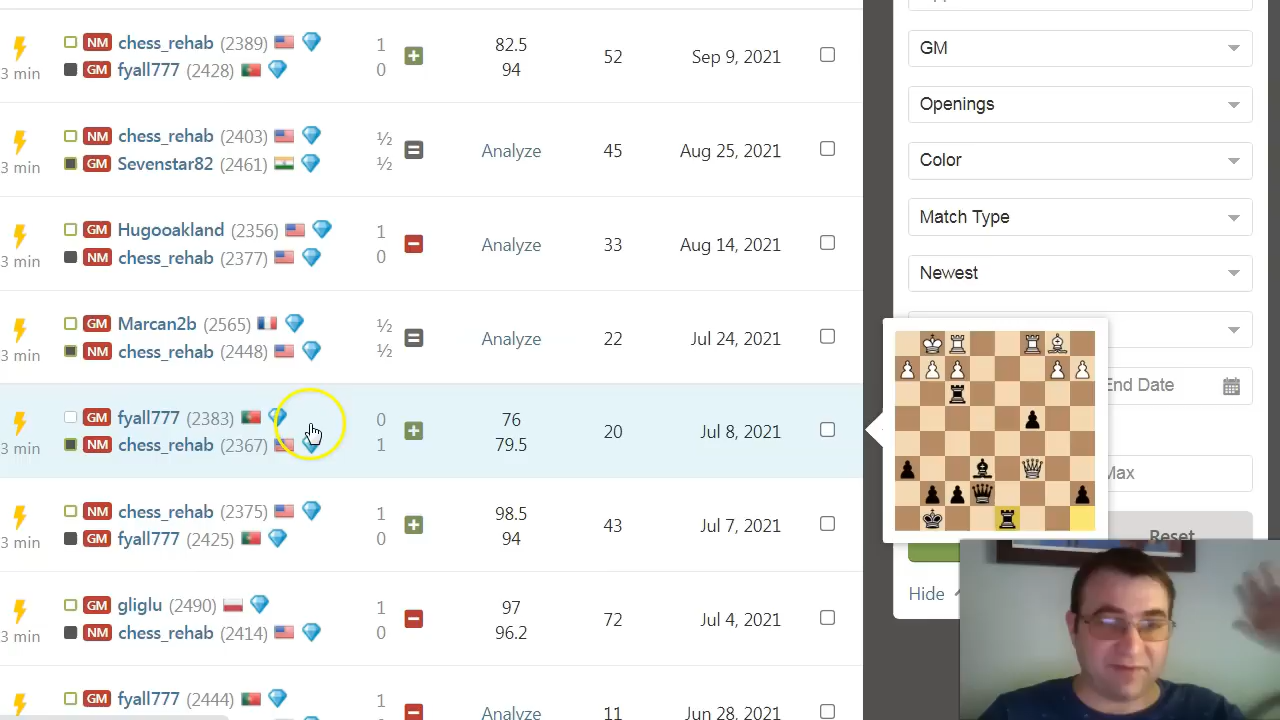 chess_rehab (2389) 1 82.5 52 Sep 9, 2021
NM
3 min GM fyall777 (2428) 0 94
NM chess_rehab (2403) ½ Analyze 45 Aug 25, 2021
3 min GM Sevenstar82 (2461) ½
GM Hugooakland (2356) 1 Analyze 33 Aug 14, 2021
3 min NM chess_rehab (2377) 0
GM Marcan2b (2565) ½ Analyze 22 Jul 24, 2021
3 min NM chess_rehab (2448) ½
GM fyall777 (2383) 0 76 20 Jul 8, 2021
3 min NM chess_rehab (2367) 1 79.5
NM chess_rehab (2375) 1 98.5 43 Jul 7, 2021
3 min GM fyall777 (2425) 0 94
GM gliglu (2490) 1 97 72 Jul 4, 2021
3 min NM chess_rehab (2414) 0 96.2
GM fyall777 (2444) 1 Analyze 11 Jun 28, 2021
GM
Openings
Color
Match Type
Newest
End Date
Max
Reset
Hide